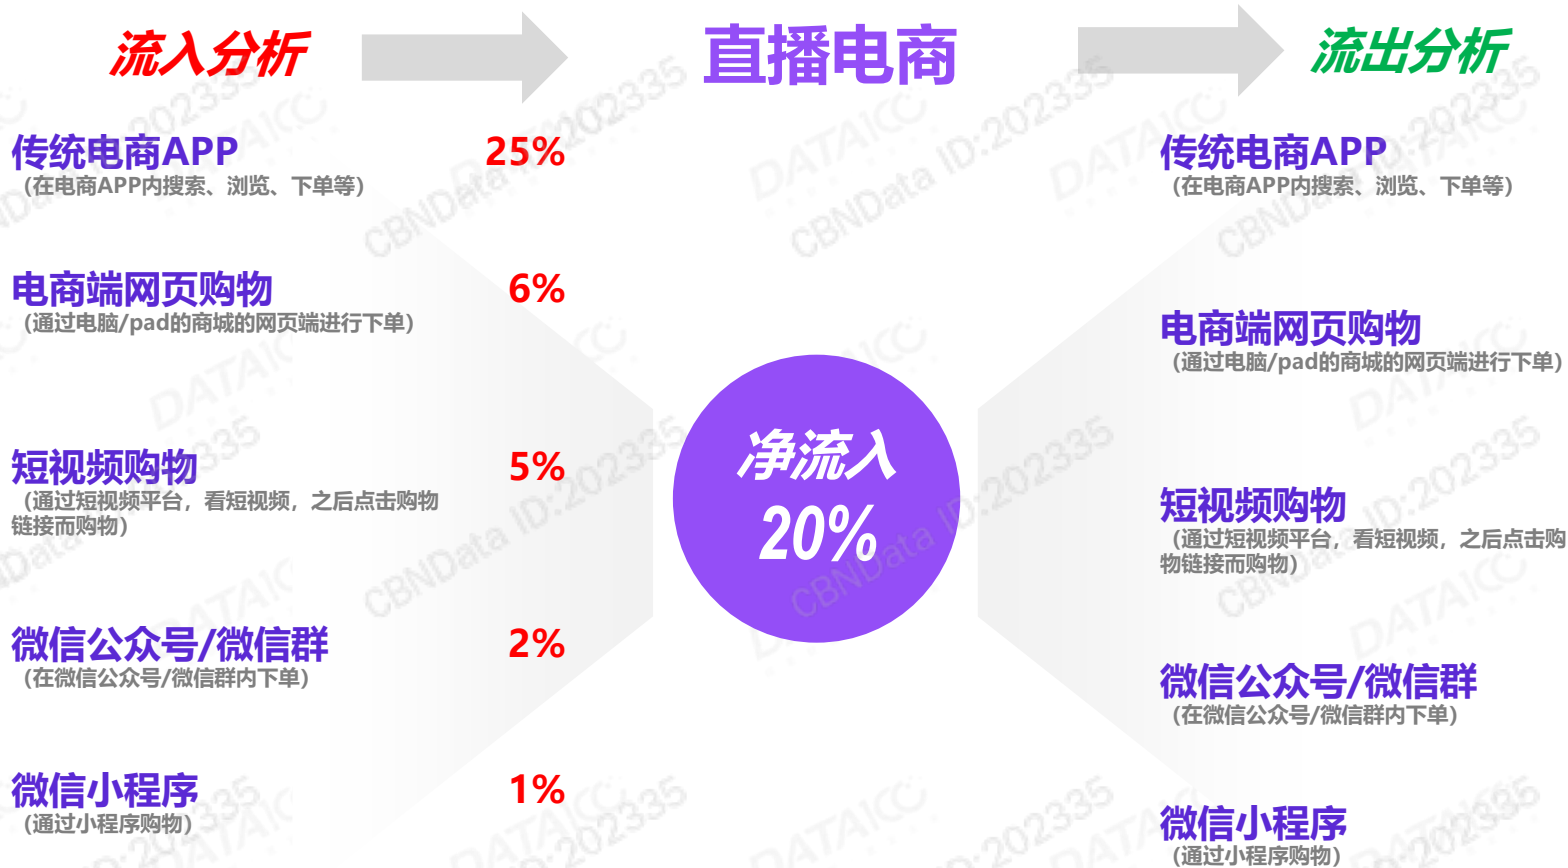 流入分析
直播电商
流出分析
传统电商APP
25%
（在电商APP内搜索、浏览、下单等）
电商端网页购物
6%
（通过电脑/pad的商城的网页端进行下单）
短视频购物
5%
（通过短视频平台，看短视频，之后点击购物
链接而购物）
微信公众号/微信群
2%
（在微信公众号/微信群内下单）
微信小程序
1%
（通过小程序购物）
净流入
20%
传统电商APP
（在电商APP内搜索、浏览、下单等）
电商端网页购物
（通过电脑/pad的商城的网页端进行下单）
短视频购物
（通过短视频平台，看短视频，之后点击购
物链接而购物）
微信公众号/微信群
（在微信公众号/微信群内下单）
微信小程序
（通过小程序购物）
CBNData ID:202335
DATAICC